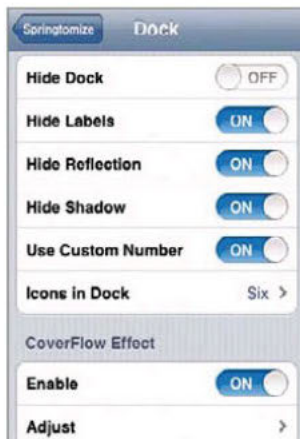 Springtomize Dock
Hide Dock OFF
Hide Labels ON
Hide Reflection ON
Hide Shadow ON
Use Custom Number ON
Icons in Dock Six >
CoverFlow Effect
Enable ON
Adjust >